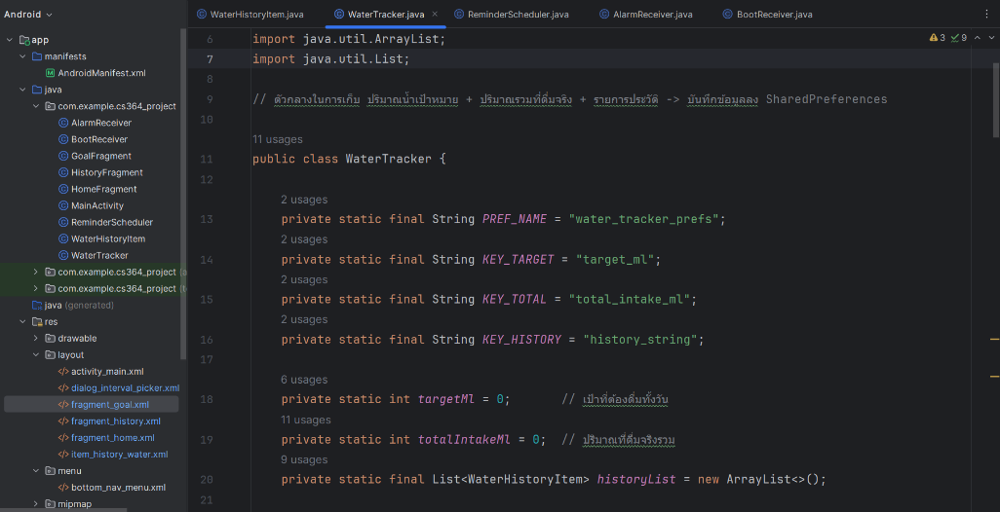 Android
WaterHistoryItem.java
WaterTracker.java
ReminderScheduler.java
AlarmReceiver.java
BootReceiver.java
app
manifests
AndroidManifest.xml
java
com.example.cs364_project
AlarmReceiver
BootReceiver
GoalFragment
HistoryFragment
HomeFragment
MainActivity
ReminderScheduler
WaterHistoryItem
WaterTracker
com.example.cs364_project
com.example.cs364_project
java (generated)
res
drawable
layout
activity_main.xml
dialog_interval_picker.xml
fragment_goal.xml
fragment_history.xml
fragment_home.xml
item_history_water.xml
menu
bottom_nav_menu.xml
mipmap
3 9
6 import java.util.ArrayList;
7 import java.util.List;
8
9 // ตัวกลางในการเก็บ ปริมาณน้ำเป้าหมาย + ปริมาณรวมที่ดื่มจริง + รายการประวัติ -> บันทึกข้อมูลลง SharedPreferences
10
11 usages
11 public class WaterTracker {
12
2 usages
13 private static final String PREF_NAME = "water_tracker_prefs";
2 usages
14 private static final String KEY_TARGET = "target_ml";
2 usages
15 private static final String KEY_TOTAL = "total_intake_ml";
2 usages
16 private static final String KEY_HISTORY = "history_string";
17
6 usages
18 private static int targetMl = 0; // เป้าที่ต้องดื่มทั้งวัน
11 usages
19 private static int totalIntakeMl = 0; // ปริมาณที่ดื่มจริงรวม
9 usages
20 private static final List<WaterHistoryItem> historyList = new ArrayList<>();
21